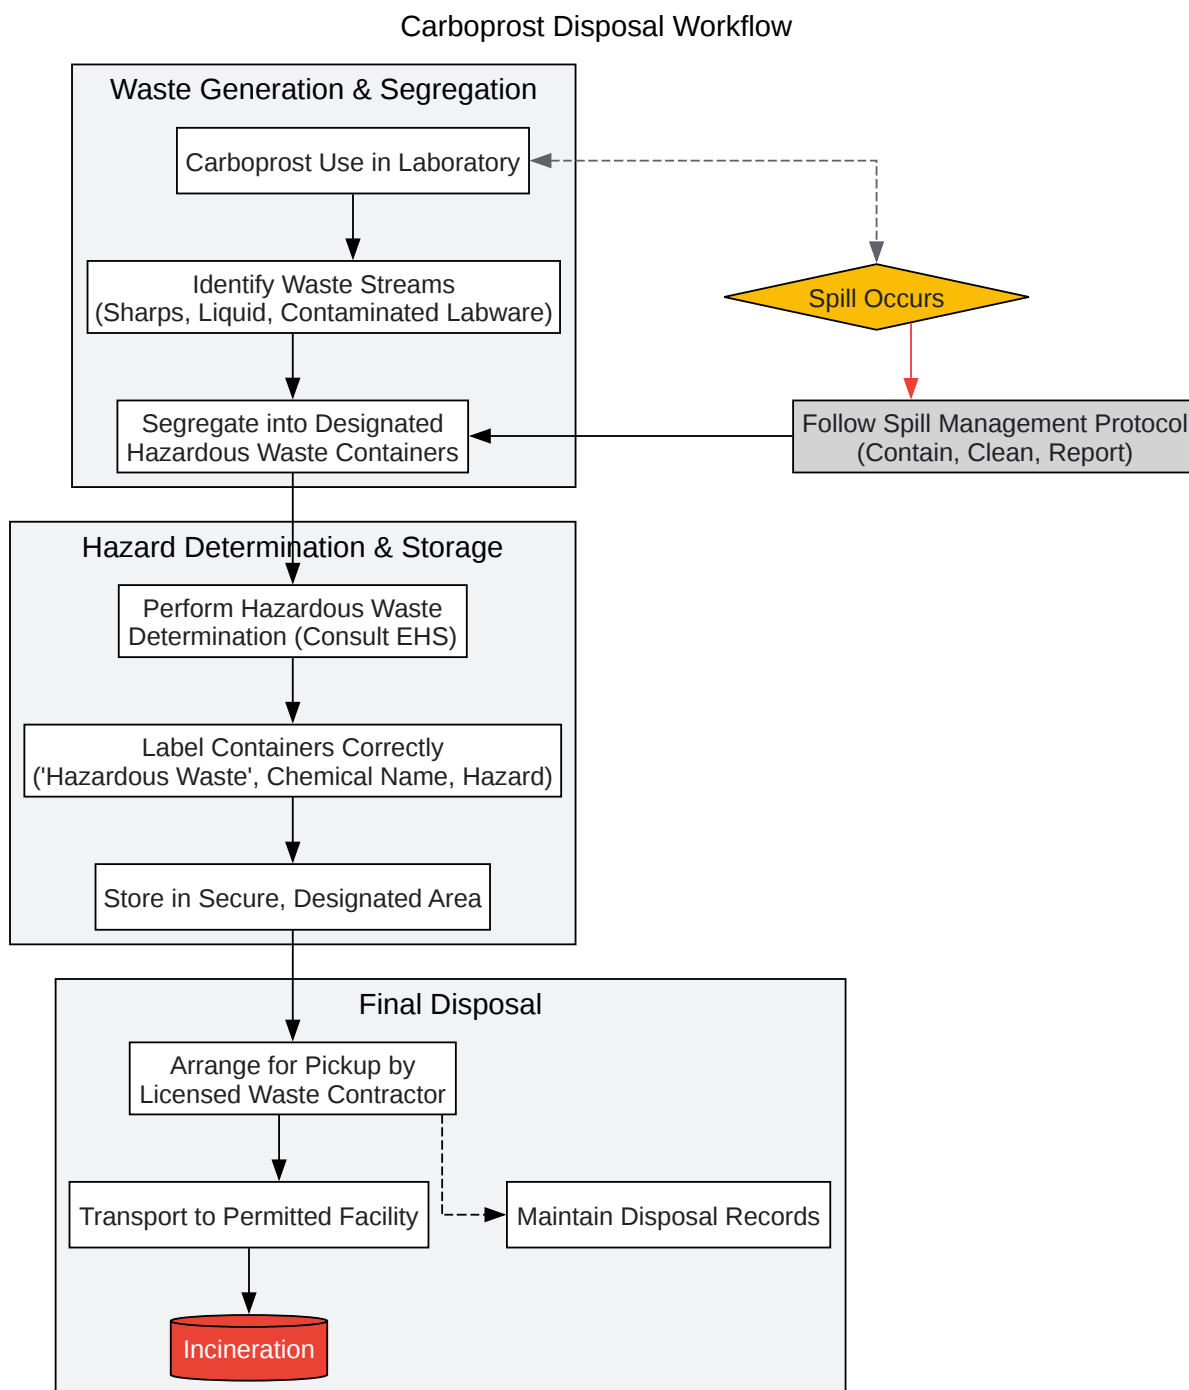 Carboprost Disposal Workflow
Waste Generation & Segregation
Carboprost Use in Laboratory
Identify Waste Streams
(Sharps, Liquid, Contaminated Labware)
Spill Occurs
Segregate into Designated
Hazardous Waste Containers
Follow Spill Management Protocol
(Contain, Clean, Report)
Hazard Determination & Storage
Perform Hazardous Waste
Determination (Consult EHS)
Label Containers Correctly
('Hazardous Waste', Chemical Name, Hazard)
Store in Secure, Designated Area
Final Disposal
Arrange for Pickup by
Licensed Waste Contractor
Transport to Permitted Facility
Maintain Disposal Records
Incineration